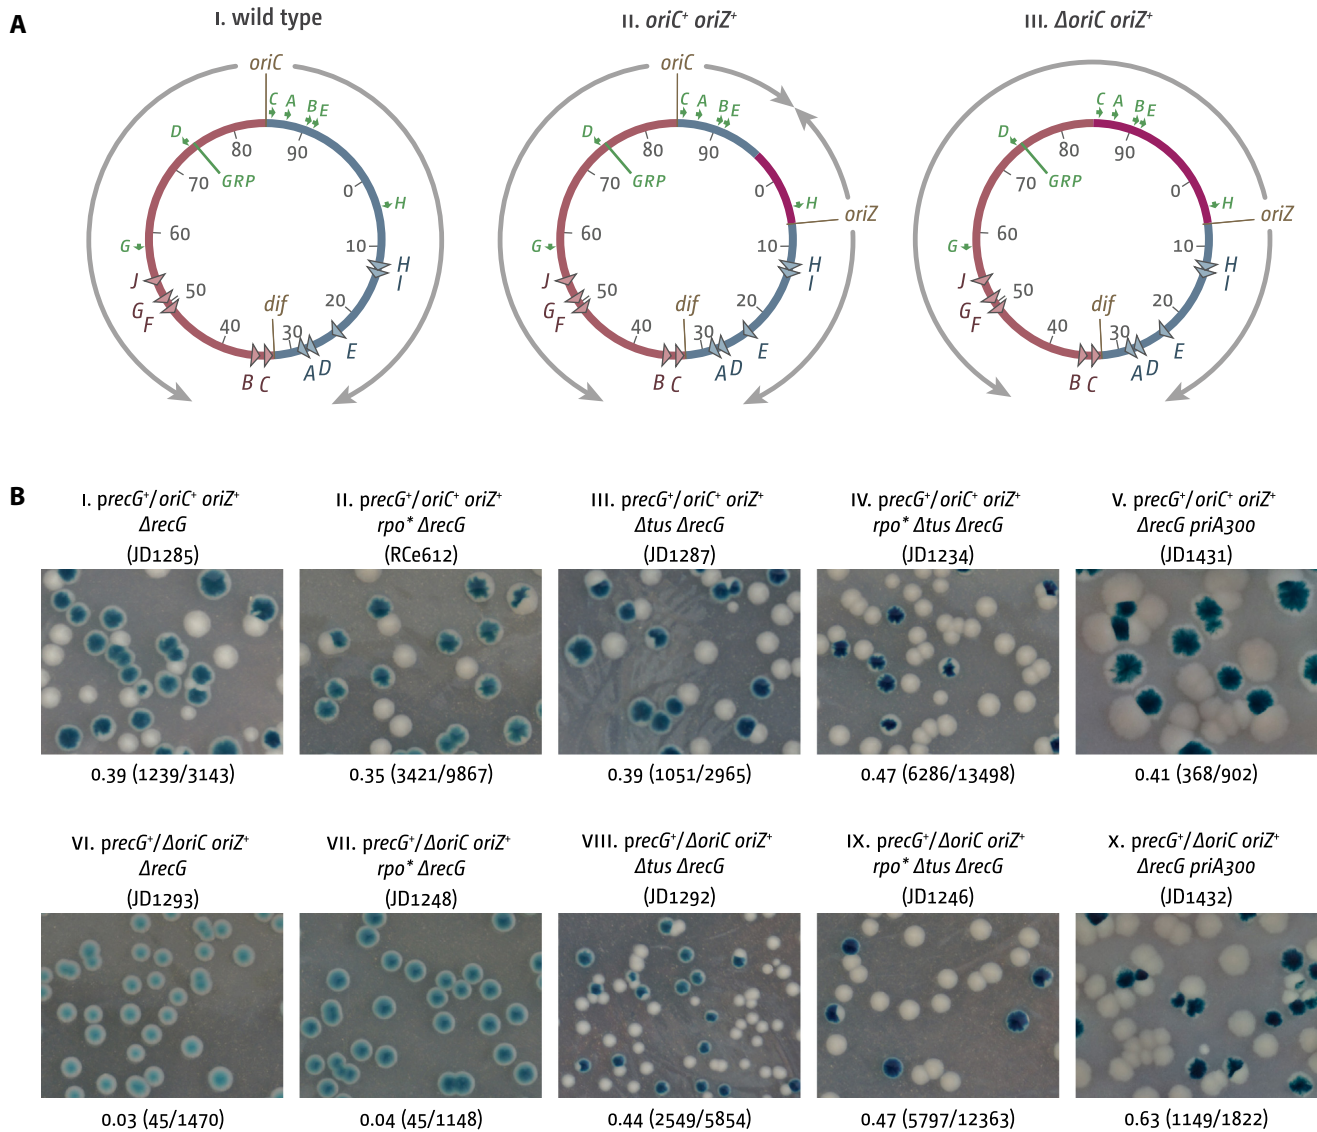 A
I. wild type
II. oriC⁺ oriZ⁺
III. ΔoriC oriZ⁺
oriC
C A B E
D
80
90
70
GRP
0
H
G
60
10
H
I
J
50
G
F
dif
20
40
30
E
B C A D
oriC
C A B E
D
80
90
70
GRP
0
H
oriZ
G
60
10
H
I
J
50
G
F
dif
20
40
30
E
B C A D
C A B E
D
80
90
70
GRP
0
H
oriZ
G
60
10
H
I
J
50
G
F
dif
20
40
30
E
B C A D
B
I. precG⁺/oriC⁺ oriZ⁺
ΔrecG
(JD1285)
0.39 (1239/3143)
II. precG⁺/oriC⁺ oriZ⁺
rpo* ΔrecG
(RCe612)
0.35 (3421/9867)
III. precG⁺/oriC⁺ oriZ⁺
Δtus ΔrecG
(JD1287)
0.39 (1051/2965)
IV. precG⁺/oriC⁺ oriZ⁺
rpo* Δtus ΔrecG
(JD1234)
0.47 (6286/13498)
V. precG⁺/oriC⁺ oriZ⁺
ΔrecG priA300
(JD1431)
0.41 (368/902)
VI. precG⁺/ΔoriC oriZ⁺
ΔrecG
(JD1293)
0.03 (45/1470)
VII. precG⁺/ΔoriC oriZ⁺
rpo* ΔrecG
(JD1248)
0.04 (45/1148)
VIII. precG⁺/ΔoriC oriZ⁺
Δtus ΔrecG
(JD1292)
0.44 (2549/5854)
IX. precG⁺/ΔoriC oriZ⁺
rpo* Δtus ΔrecG
(JD1246)
0.47 (5797/12363)
X. precG⁺/ΔoriC oriZ⁺
ΔrecG priA300
(JD1432)
0.63 (1149/1822)